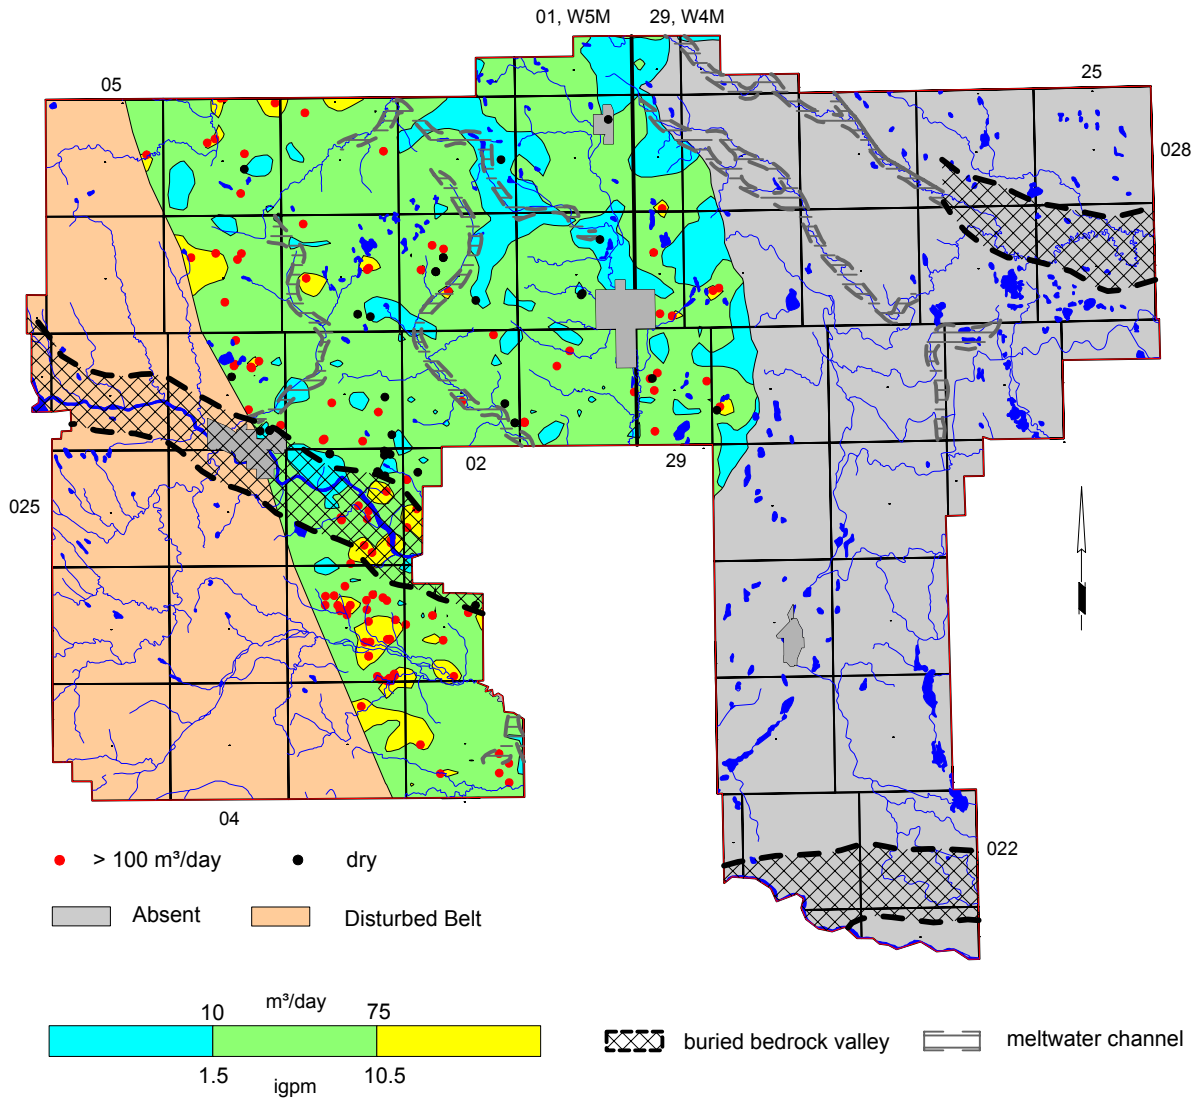 01, W5M 29, W4M
05
25
028
02
29
025
04
022
> 100 m³/day
dry
Absent
Disturbed Belt
m³/day
10
75
1.5
10.5
igpm
buried bedrock valley
meltwater channel